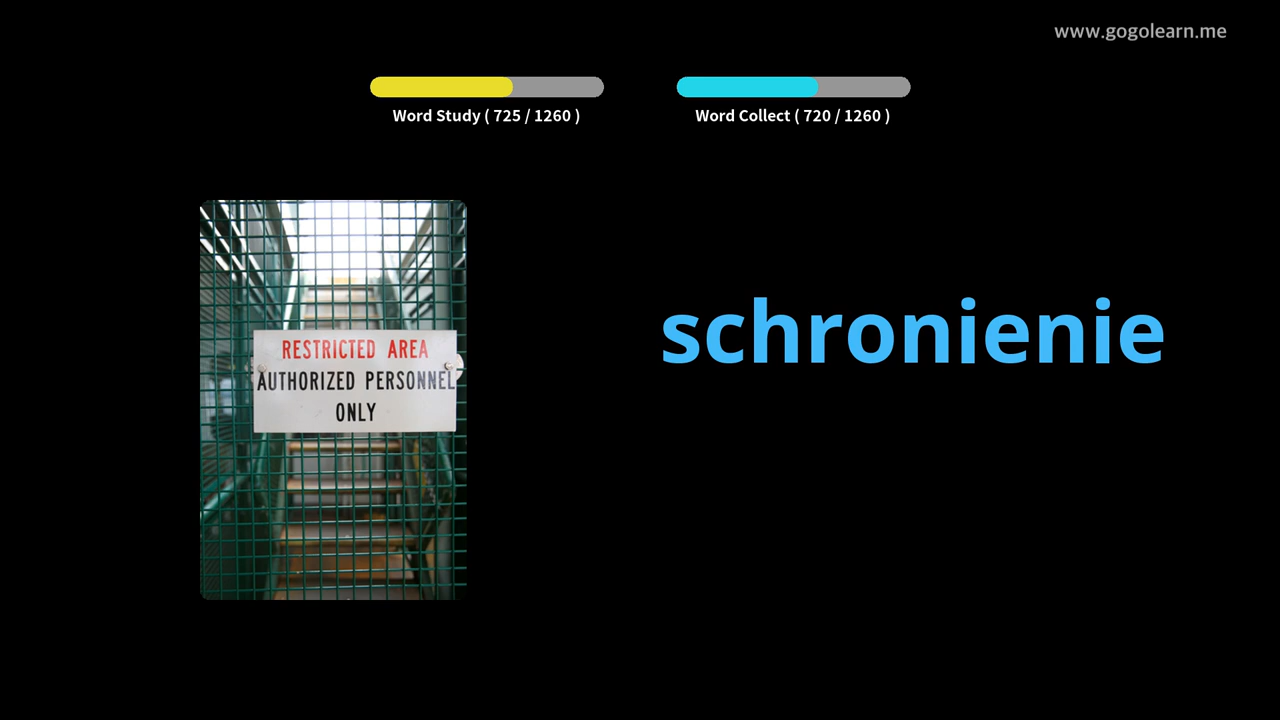 www.gogolearn.me
Word Study ( 725 / 1260 )
Word Collect ( 720 / 1260 )
RESTRICTED AREA
AUTHORIZED PERSONNEL
ONLY
schronienie